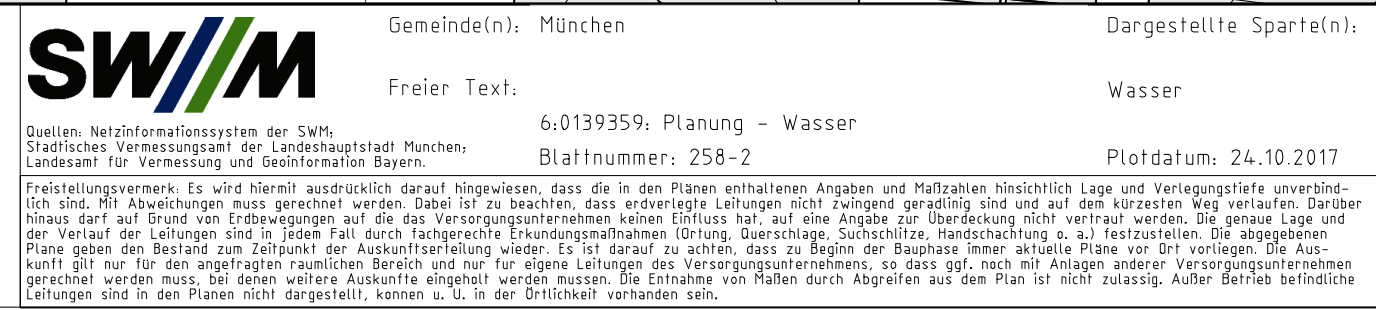 SWM
Gemeinde(n): München
Dargestellte Sparte(n):
Freier Text:
Wasser
6:0139359: Planung - Wasser
Blattnummer: 258-2
Plotdatum: 24.10.2017
Quellen: Netzinformationssystem der SWM;
Stadtisches Vermessungsamt der Landeshauptstadt Munchen;
Landesamt für Vermessung und Geoinformation Bayern.
Freistellungsvermerk: Es wird hiermit ausdrücklich darauf hingewiesen, dass die in den Plänen enthaltenen Angaben und Maßzahlen hinsichtlich Lage und Verlegungstiefe unverbind-
lich sind. Mit Abweichungen muss gerechnet werden. Dabei ist zu beachten, dass erdverlegte Leitungen nicht zwingend geradlinig sind und auf dem kürzesten Weg verlaufen. Darüber
hinaus darf auf Grund von Erdbewegungen auf die das Versorgungsunternehmen keinen Einfluss hat, auf eine Angabe zur Überdeckung nicht vertraut werden. Die genaue Lage und
der Verlauf der Leitungen sind in jedem Fall durch fachgerechte Erkundungsmaßnahmen (Ortung, Querschlage, Suchschlitze, Handschachtung o. a.) festzustellen. Die abgegebenen
Plane geben den Bestand zum Zeitpunkt der Auskunftserteilung wieder. Es ist darauf zu achten, dass zu Beginn der Bauphase immer aktuelle Pläne vor Ort vorliegen. Die Aus-
kunft gilt nur für den angefragten raumlichen Bereich und nur fur eigene Leitungen des Versorgungsunternehmens, so dass ggf. noch mit Anlagen anderer Versorgungsunternehmen
gerechnet werden muss, bei denen weitere Auskunfte eingeholt werden mussen. Die Entnahme von Maßen durch Abgreifen aus dem Plan ist nicht zulassig. Außer Betrieb befindliche
Leitungen sind in den Planen nicht dargestellt, konnen u. U. in der Örtlichkeit vorhanden sein.